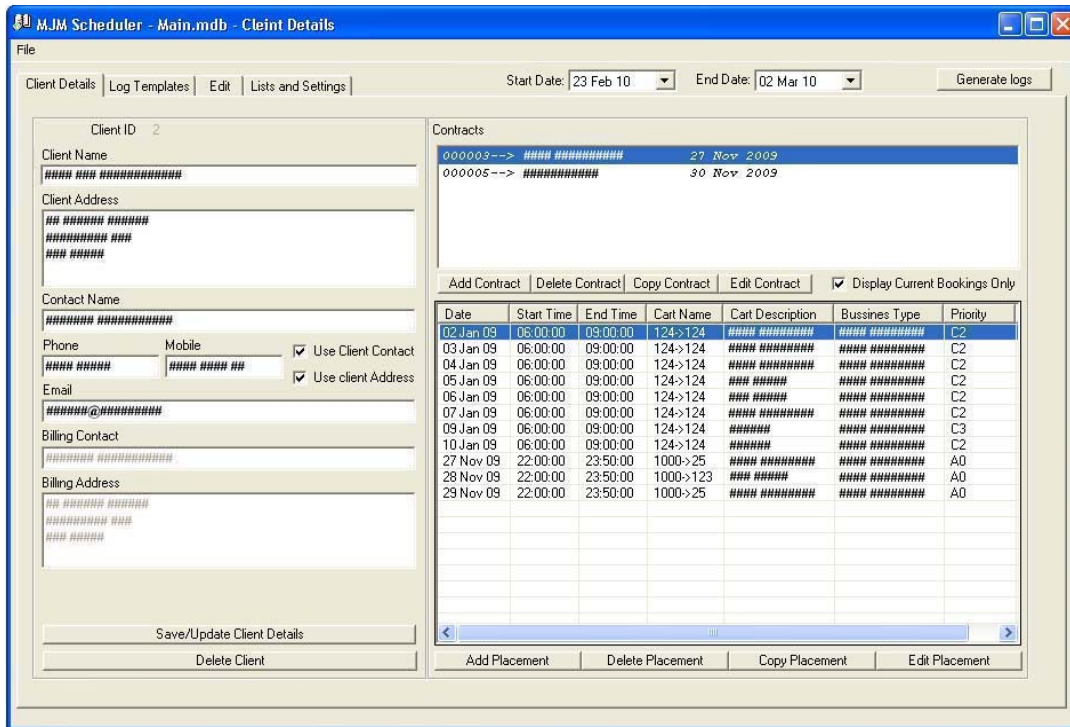 MJM Scheduler - Main.mdb - Cleint Details
File
Client Details Log Templates Edit Lists and Settings Start Date: 23 Feb 10 End Date: 02 Mar 10 Generate logs
Client ID 2
Client Name
#### ### ############
Client Address
## ###### ######
######### ###
### #####
Contact Name
####### ############
Phone Mobile
#### ##### #### #### ##
Use Client Contact
Use client Address
Email
######@#########
Billing Contact
####### ############
Billing Address
## ###### ######
######### ###
### #####
Save/Update Client Details
Delete Client
Contracts
000003--> #### ########## 27 Nov 2009
000005--> ########### 30 Nov 2009
Add Contract Delete Contract Copy Contract Edit Contract Display Current Bookings Only
Date Start Time End Time Cart Name Cart Description Bussines Type Priority
02 Jan 09 06:00:00 09:00:00 124->124 #### ######## #### ######## C2
03 Jan 09 06:00:00 09:00:00 124->124 #### ######## #### ######## C2
04 Jan 09 06:00:00 09:00:00 124->124 #### ######## #### ######## C2
05 Jan 09 06:00:00 09:00:00 124->124 ### ##### #### ######## C2
06 Jan 09 06:00:00 09:00:00 124->124 ### ##### #### ######## C2
07 Jan 09 06:00:00 09:00:00 124->124 #### ######## #### ######## C2
09 Jan 09 06:00:00 09:00:00 124->124 ###### #### ######## C3
10 Jan 09 06:00:00 09:00:00 124->124 ###### #### ######## C2
27 Nov 09 22:00:00 23:50:00 1000->25 #### ######## #### ######## A0
28 Nov 09 22:00:00 23:50:00 1000->123 ### ##### #### ######## A0
29 Nov 09 22:00:00 23:50:00 1000->25 #### ######## #### ######## A0
Add Placement Delete Placement Copy Placement Edit Placement